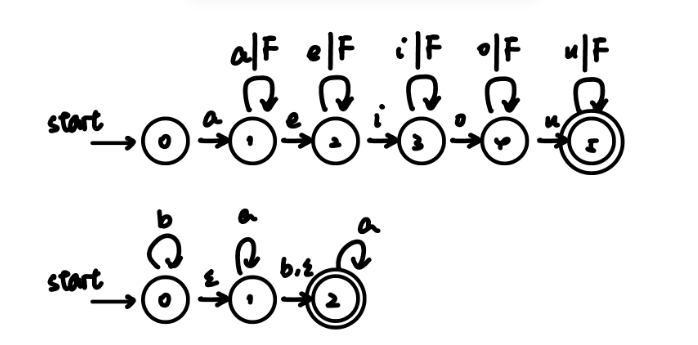 a|F e|F i|F o|F u|F
start 0 a 1 e 2 i 3 o 4 u 5
b a a
start 0 ε 1 b,ε 2